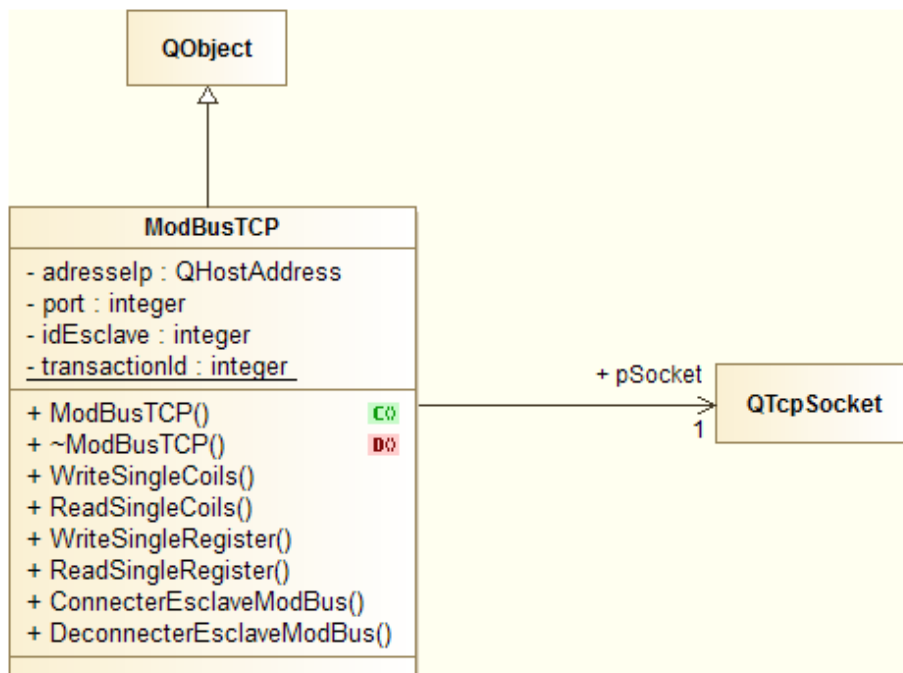 QObject
ModBusTCP
- adresseIp : QHostAddress
- port : integer
- idEsclave : integer
- transactionId : integer
+ ModBusTCP() C()
+ ~ModBusTCP() D()
+ WriteSingleCoils()
+ ReadSingleCoils()
+ WriteSingleRegister()
+ ReadSingleRegister()
+ ConnecterEsclaveModBus()
+ DeconnecterEsclaveModBus()
+ pSocket
1
QTcpSocket